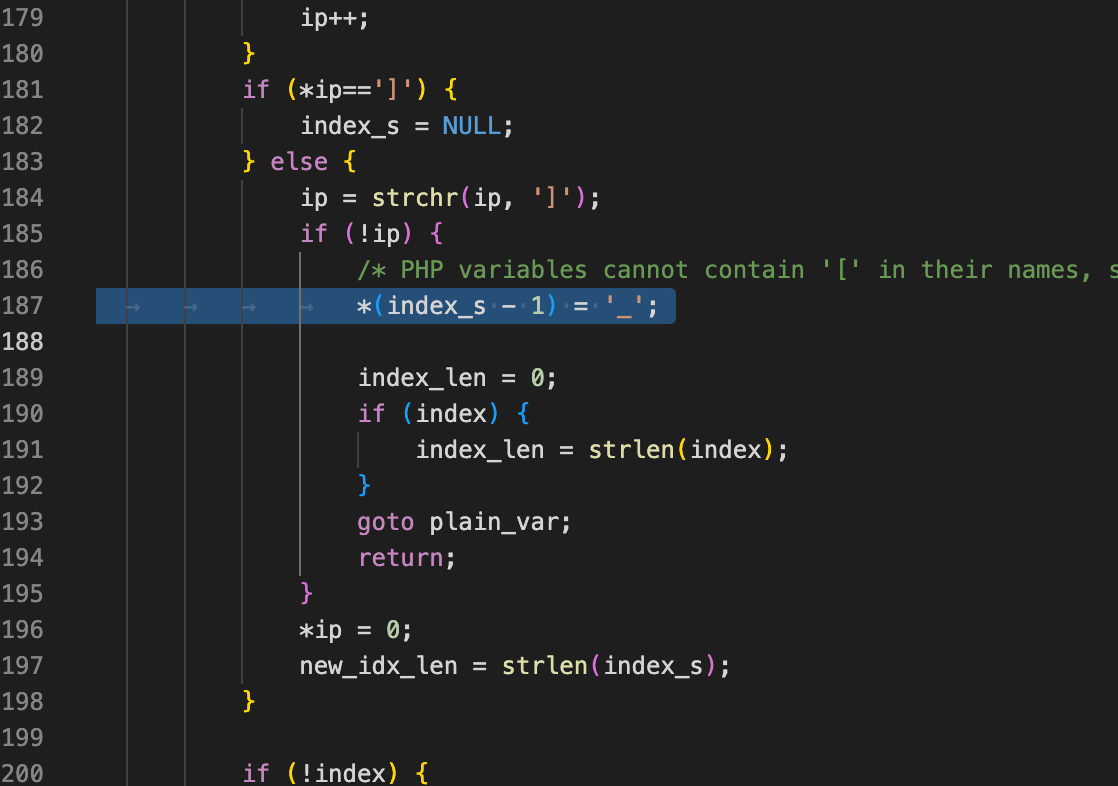 179 ip++;
180 }
181 if (*ip==']') {
182 index_s = NULL;
183 } else {
184 ip = strchr(ip, ']');
185 if (!ip) {
186 /* PHP variables cannot contain '[' in their names, s
187 *(index_s - 1) = '_';
188
189 index_len = 0;
190 if (index) {
191 index_len = strlen(index);
192 }
193 goto plain_var;
194 return;
195 }
196 *ip = 0;
197 new_idx_len = strlen(index_s);
198 }
199
200 if (!index) {